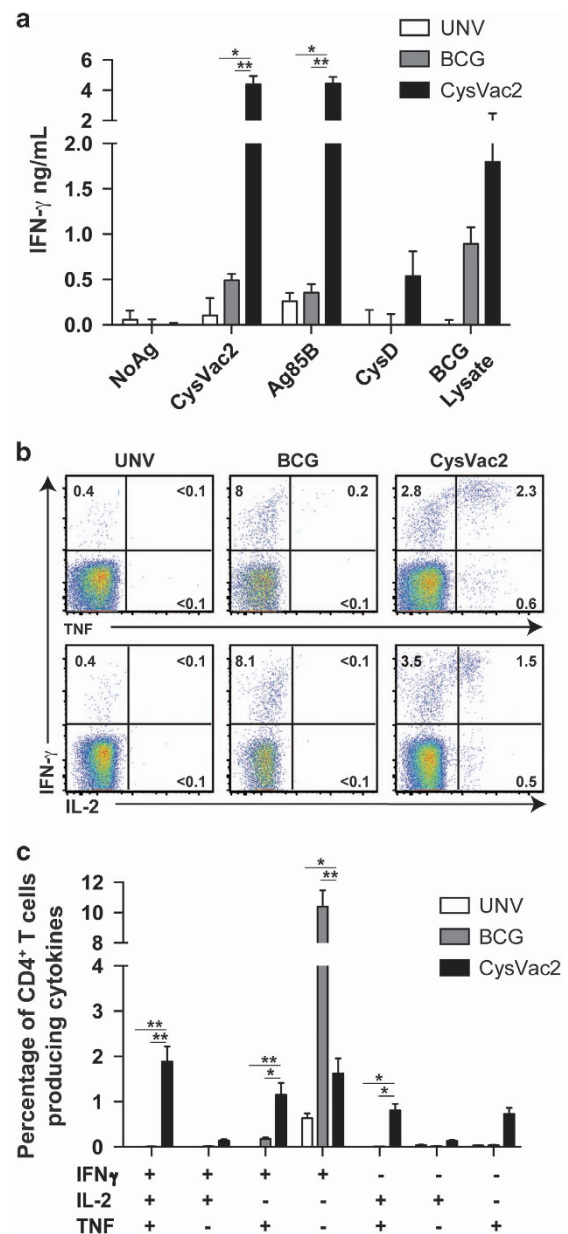 a
UNV
BCG
CysVac2
*
**
*
**
6
4
2
2.0
1.5
1.0
0.5
0.0
IFN-γ ng/mL
NoAg
CysVac2
Ag85B
CysD
BCG
Lysate
b
UNV BCG CysVac2
0.4 <0.1 8 0.2 2.8 2.3
<0.1 <0.1 0.6
TNF
0.4 <0.1 8.1 <0.1 3.5 1.5
<0.1 <0.1 0.5
IFN-γ
IL-2
c
UNV
BCG
CysVac2
**
**
**
*
*
**
*
*
12
10
8
6
4
3
2
1
0
Percentage of CD4+ T cells
producing cytokines
IFNγ + + + + - - -
IL-2 + + - - + + -
TNF + - + - + - +